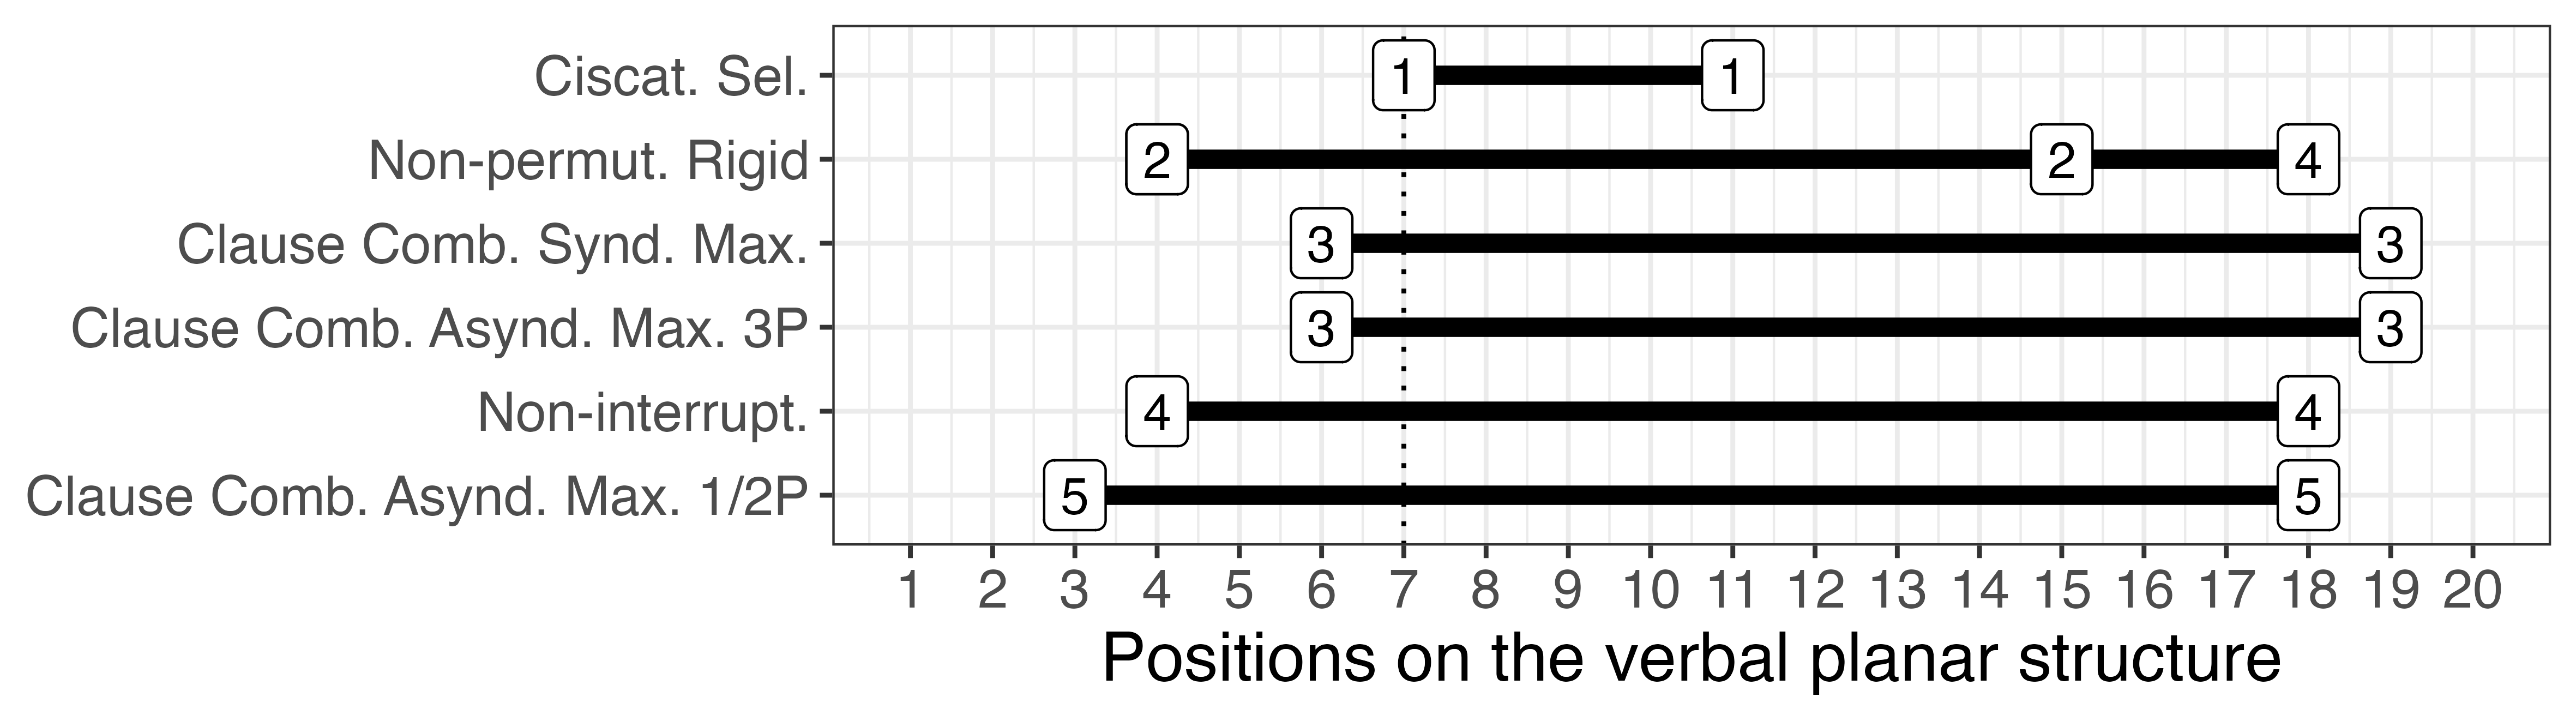 Ciscat. Sel. 1 1
Non-permut. Rigid 2 2 4
Clause Comb. Synd. Max. 3 3
Clause Comb. Asynd. Max. 3P 3 3
Non-interrupt. 4 4
Clause Comb. Asynd. Max. 1/2P 5 5
1 2 3 4 5 6 7 8 9 10 11 12 13 14 15 16 17 18 19 20
Positions on the verbal planar structure